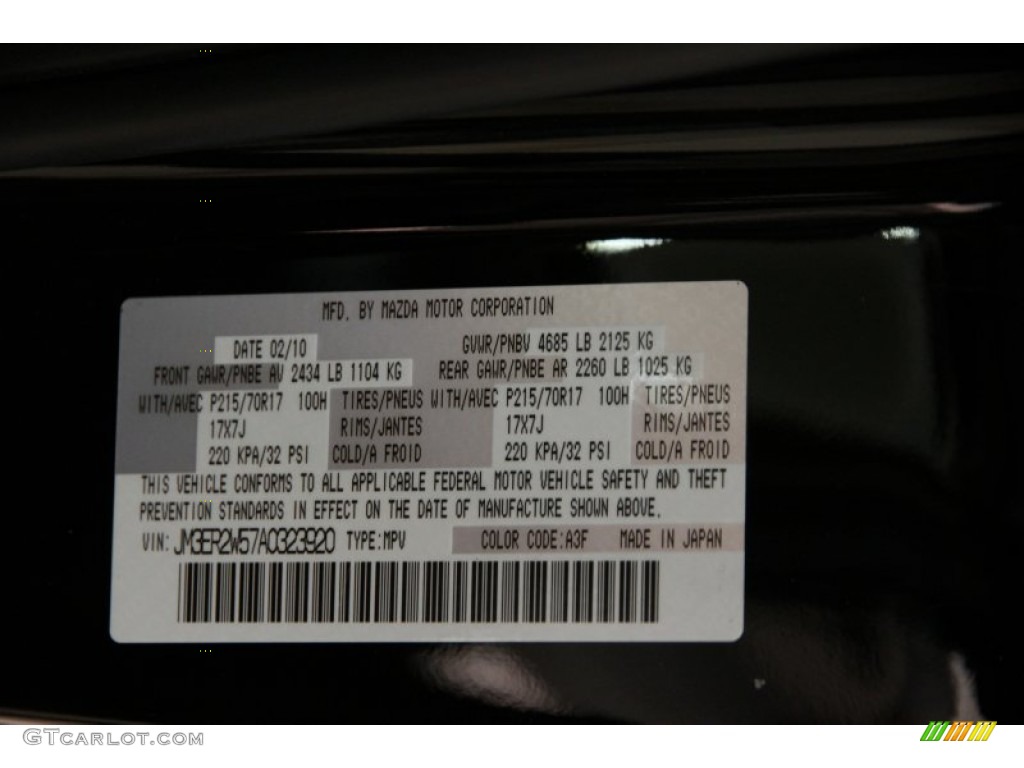 MFD. BY MAZDA MOTOR CORPORATION
DATE 02/10 GVWR/PNBV 4685 LB 2125 KG
FRONT GAWR/PNBE AV 2434 LB 1104 KG REAR GAWR/PNBE AR 2260 LB 1025 KG
WITH/AVEC P215/70R17 100H TIRES/PNEUS WITH/AVEC P215/70R17 100H TIRES/PNEUS
17X7J RIMS/JANTES 17X7J RIMS/JANTES
220 KPA/32 PSI COLD/A FROID 220 KPA/32 PSI COLD/A FROID
THIS VEHICLE CONFORMS TO ALL APPLICABLE FEDERAL MOTOR VEHICLE SAFETY AND THEFT
PREVENTION STANDARDS IN EFFECT ON THE DATE OF MANUFACTURE SHOWN ABOVE.
VIN: JM3ER2W57A0323920 TYPE:MPV COLOR CODE:A3F MADE IN JAPAN
GTCarLot.com